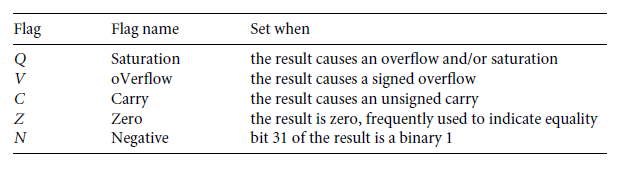 Flag Flag name Set when
Q Saturation the result causes an overflow and/or saturation
V oVerflow the result causes a signed overflow
C Carry the result causes an unsigned carry
Z Zero the result is zero, frequently used to indicate equality
N Negative bit 31 of the result is a binary 1